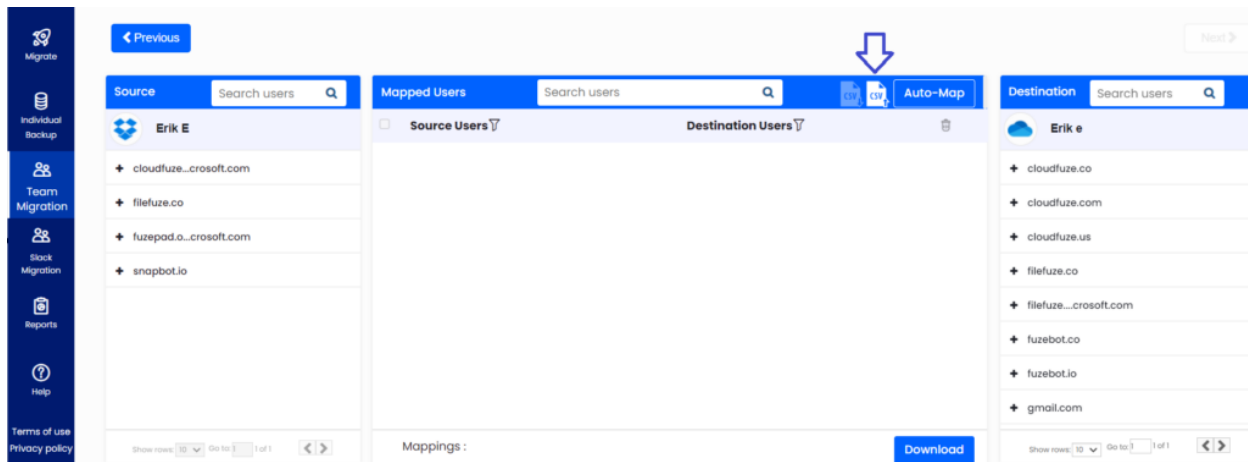 Migrate
Individual
Backup
Team
Migration
Slack
Migration
Reports
Help
Terms of use
Privacy policy
Previous
Next
Source
Search users
Erik E
cloudfuze...crosoft.com
filefuze.co
fuzepad.o...crosoft.com
snapbot.io
Show rows: 10 Go to: 1 1 of 1
Mapped Users
Search users
CSV
CSV
Auto-Map
Source Users
Destination Users
Mappings :
Download
Destination
Search users
Erik e
cloudfuze.co
cloudfuze.com
cloudfuze.us
filefuze.co
filefuze....crosoft.com
fuzebot.co
fuzebot.io
gmail.com
Show rows: 10 Go to: 1 1 of 1